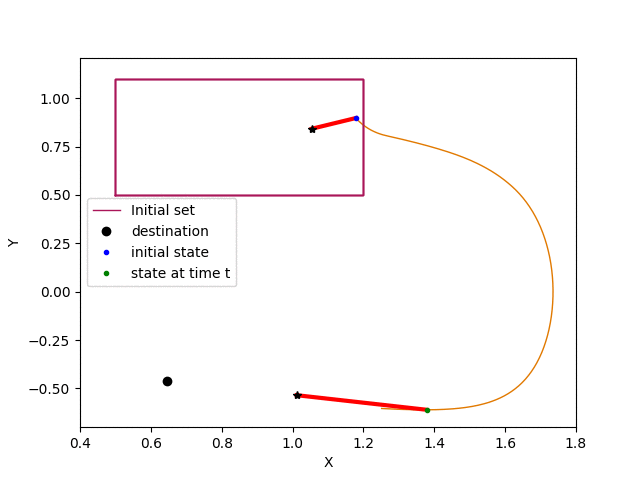 1.00
0.75
0.50
0.25
0.00
−0.25
−0.50
Y
Initial set
destination
initial state
state at time t
0.4 0.6 0.8 1.0 1.2 1.4 1.6 1.8
X